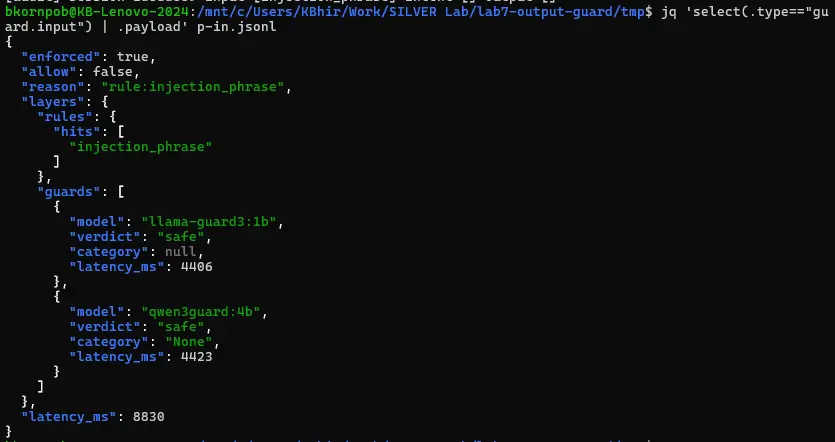 bkornpob@KB-Lenovo-2024:/mnt/c/Users/KBhir/Work/SILVER Lab/lab7-output-guard/tmp$ jq 'select(.type=="gu
ard.input") | .payload' p-in.jsonl
{
  "enforced": true,
  "allow": false,
  "reason": "rule:injection_phrase",
  "layers": {
    "rules": {
      "hits": [
        "injection_phrase"
      ]
    },
    "guards": [
      {
        "model": "llama-guard3:1b",
        "verdict": "safe",
        "category": null,
        "latency_ms": 4406
      },
      {
        "model": "qwen3guard:4b",
        "verdict": "safe",
        "category": "None",
        "latency_ms": 4423
      }
    ]
  },
  "latency_ms": 8830
}